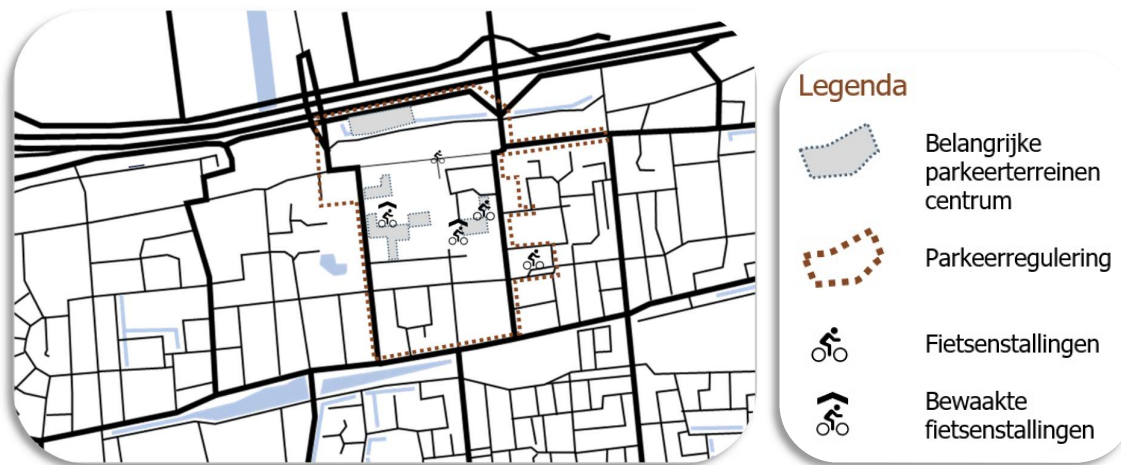 Legenda
Belangrijke
parkeerterreinen
centrum
Parkeerregulering
Fietsenstallingen
Bewaakte
fietsenstallingen